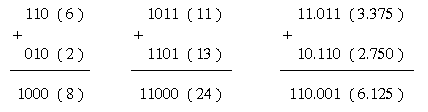 110 ( 6 ) 1011 ( 11 ) 11.011 ( 3.375 )
+ + +
010 ( 2 ) 1101 ( 13 ) 10.110 ( 2.750 )
1000 ( 8 ) 11000 ( 24 ) 110.001 ( 6.125 )